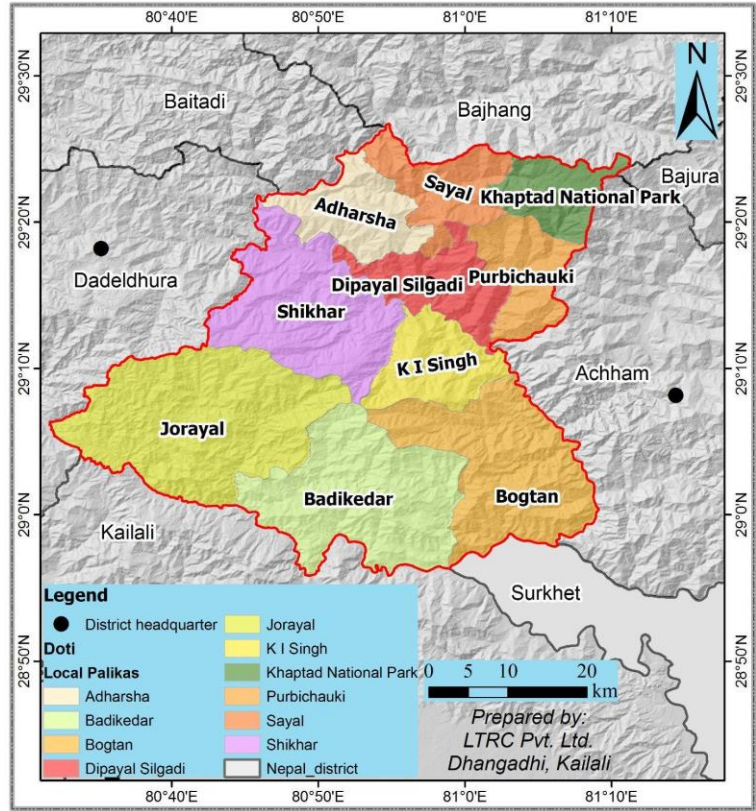 80°40'E 80°50'E 81°0'E 81°10'E
29°30'N 29°30'N
N
Baitadi
Bajhang
Bajura
Sayal
Khaptad National Park
29°20'N 29°20'N
Adharsha
Dadeldhura
Dipayal Silgadi
Purbichauki
Shikhar
29°10'N 29°10'N
K I Singh
Achham
Jorayal
Badikedar
Bogtan
29°0'N 29°0'N
Kailali
Surkhet
28°50'N 28°50'N
Legend
District headquarter
Doti
Local Palikas
Adharsha
Badikedar
Bogtan
Dipayal Silgadi
Jorayal
K I Singh
Khaptad National Park
Purbichauki
Sayal
Shikhar
Nepal_district
0 5 10 20
km
Prepared by:
LTRC Pvt. Ltd.
Dhangadhi, Kailali
80°40'E 80°50'E 81°0'E 81°10'E